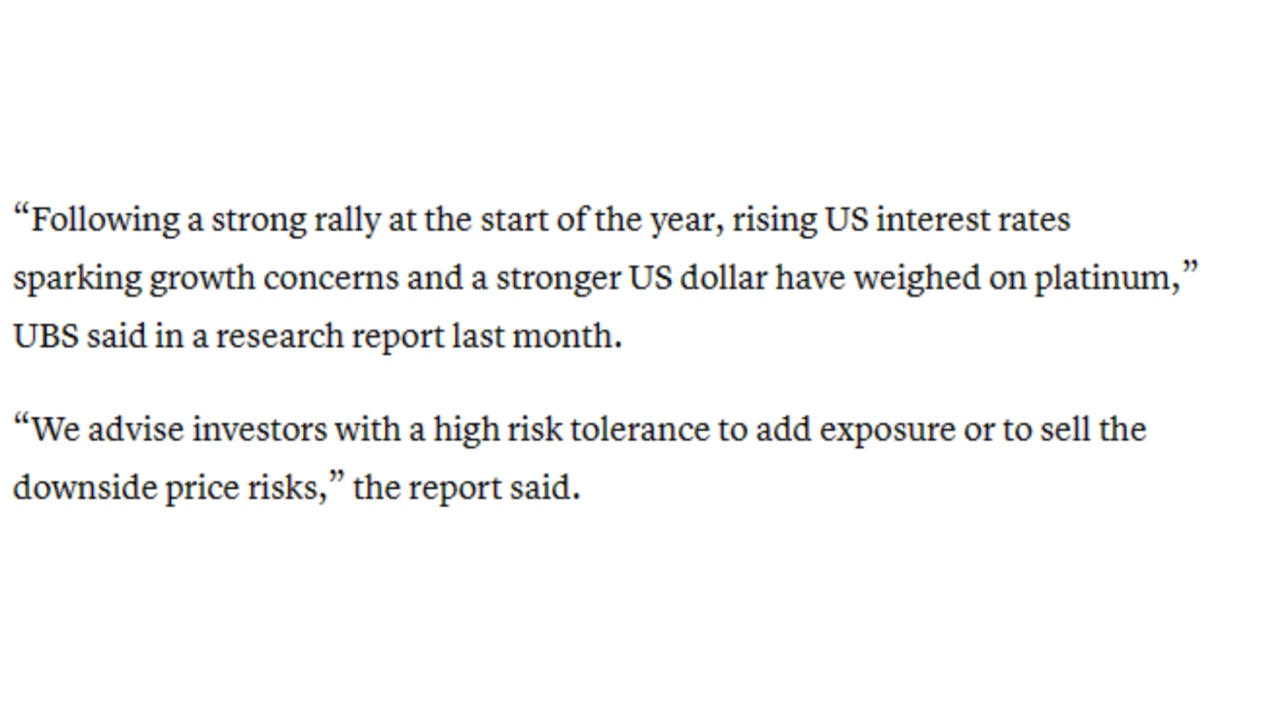 “Following a strong rally at the start of the year, rising US interest rates
sparking growth concerns and a stronger US dollar have weighed on platinum,”
UBS said in a research report last month.
“We advise investors with a high risk tolerance to add exposure or to sell the
downside price risks,” the report said.